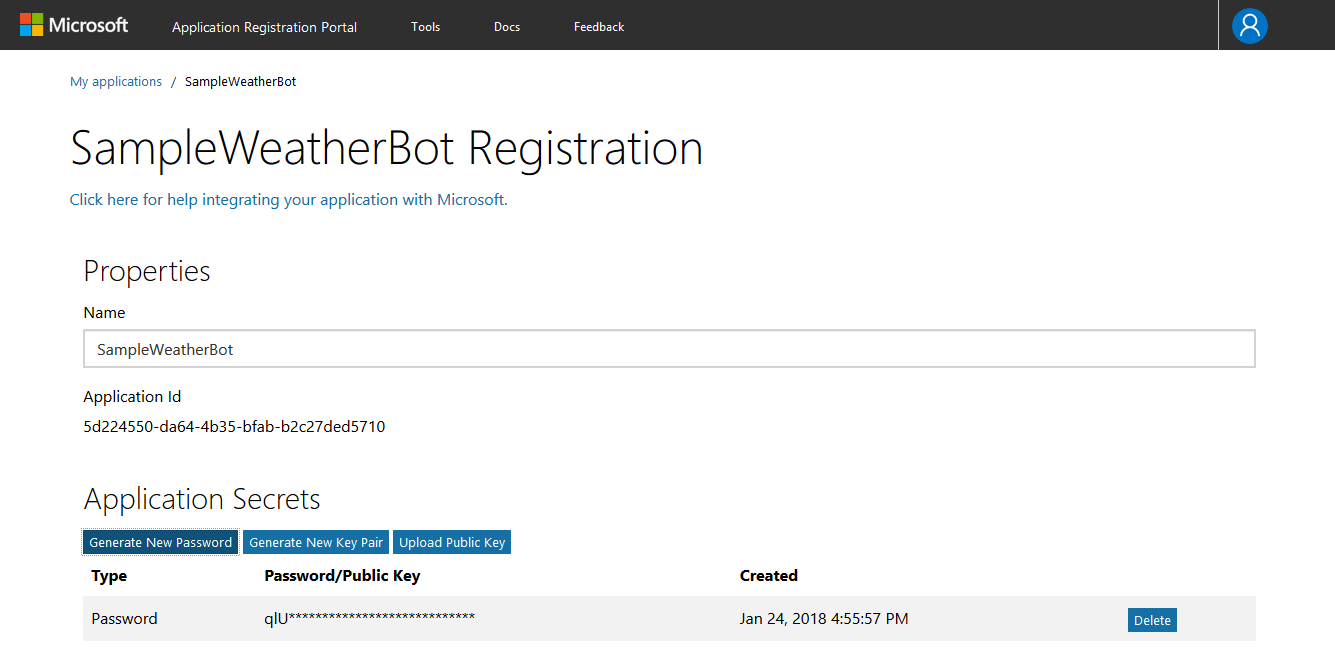 Microsoft Application Registration Portal Tools Docs Feedback
My applications / SampleWeatherBot
SampleWeatherBot Registration
Click here for help integrating your application with Microsoft.
Properties
Name
SampleWeatherBot
Application Id
5d224550-da64-4b35-bfab-b2c27ded5710
Application Secrets
Generate New Password Generate New Key Pair Upload Public Key
Type Password/Public Key Created
Password qlU**************************** Jan 24, 2018 4:55:57 PM Delete